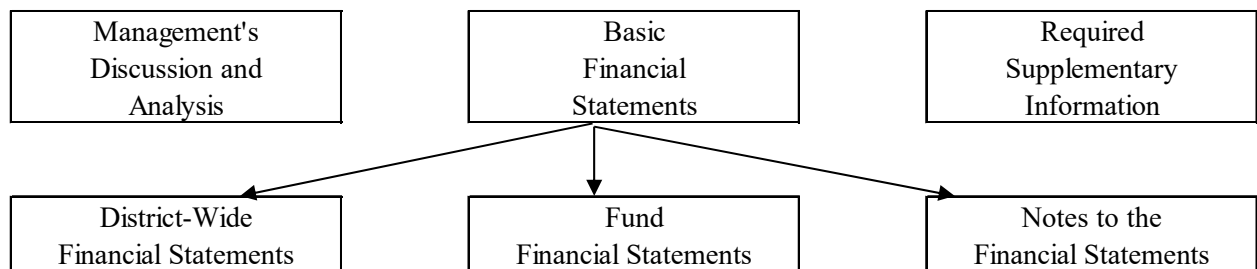 Management's
Discussion and
Analysis
Basic
Financial
Statements
Required
Supplementary
Information
District-Wide
Financial Statements
Fund
Financial Statements
Notes to the
Financial Statements